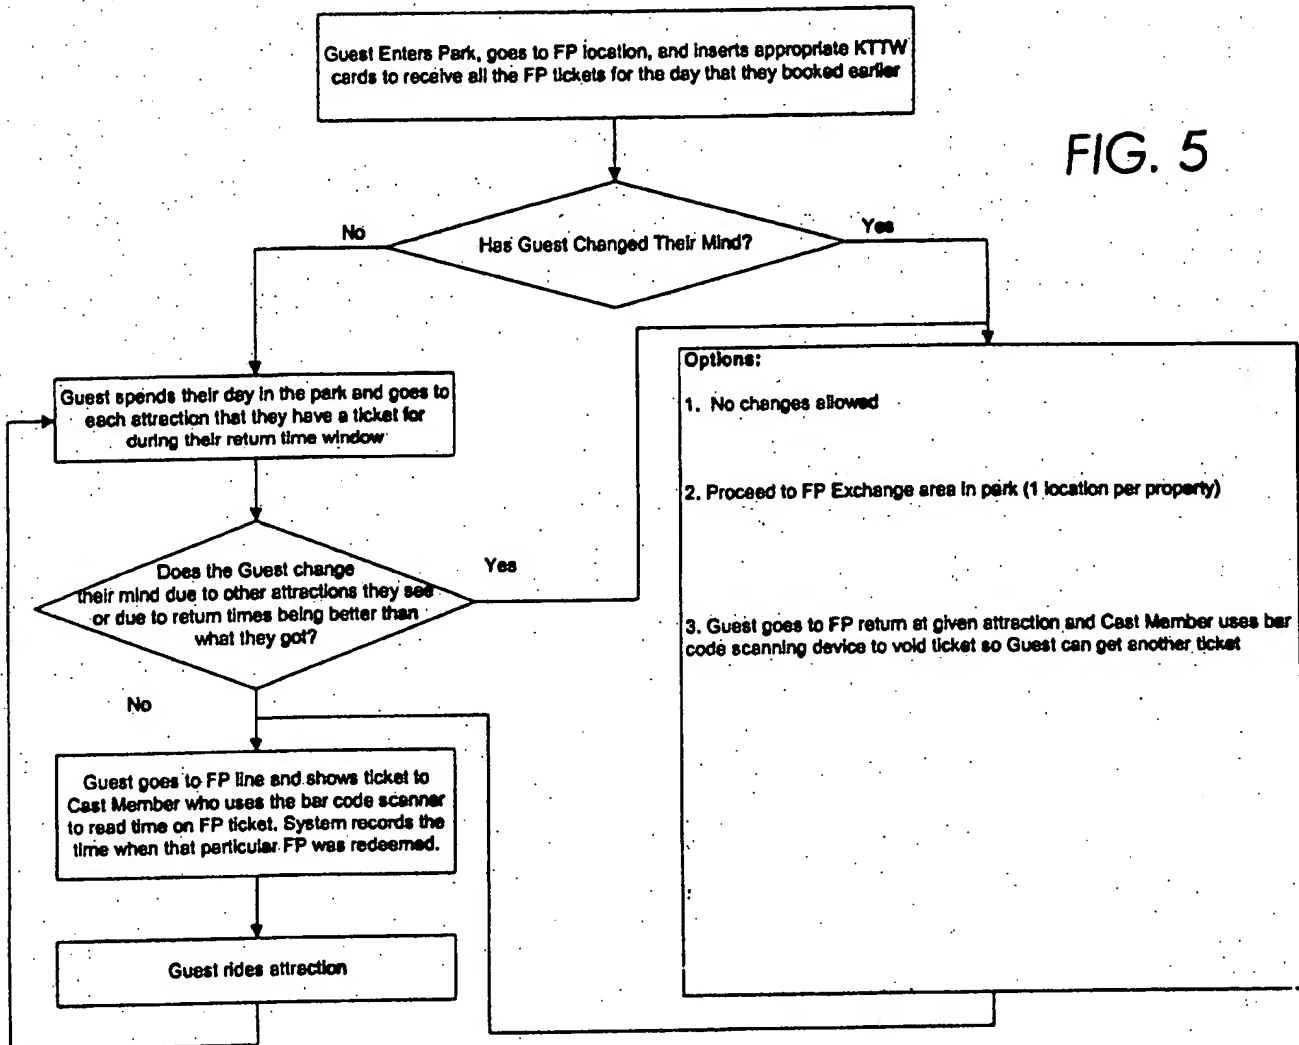 Guest Enters Park, goes to FP location, and inserts appropriate KTTW
cards to receive all the FP tickets for the day that they booked earlier
FIG. 5
No
Has Guest Changed Their Mind?
Yes
Guest spends their day in the park and goes to
each attraction that they have a ticket for
during their return time window
Options:
1. No changes allowed
2. Proceed to FP Exchange area in park (1 location per property)
3. Guest goes to FP return at given attraction and Cast Member uses bar
code scanning device to void ticket so Guest can get another ticket
Does the Guest change
their mind due to other attractions they see
or due to return times being better than
what they got?
Yes
No
Guest goes to FP line and shows ticket to
Cast Member who uses the bar code scanner
to read time on FP ticket. System records the
time when that particular FP was redeemed.
Guest rides attraction